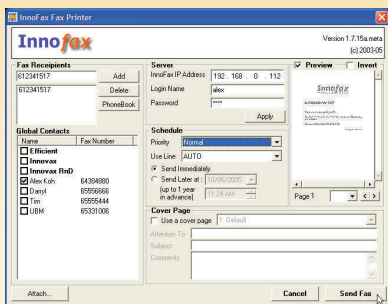 InnoFax Fax Printer
Innofax
Version 1.7.15a meta
(c) 2003-05
Fax Receipients
612341517
Add
612341517
Delete
PhoneBook
Global Contacts
Name Fax Number
Efficient
Innovax
Innovax RnD
Alex Koh 64384880
Darryl 65556666
Tim 65555444
UBM 65331006
Attach...
Server
InnoFax IP Address 192 . 168 . 0 . 112
Login Name alex
Password ****
Apply
Schedule
Priority Normal
Use Line AUTO
Send Immediately
Send Later at : 10/06/2005
(up to 1 year
in advance) 11:24 AM
Cover Page
Use a cover page 1: Default
Attention To
Subject
Comments
Preview Invert
Innofax
Page 1
< >
Cancel
Send Fax